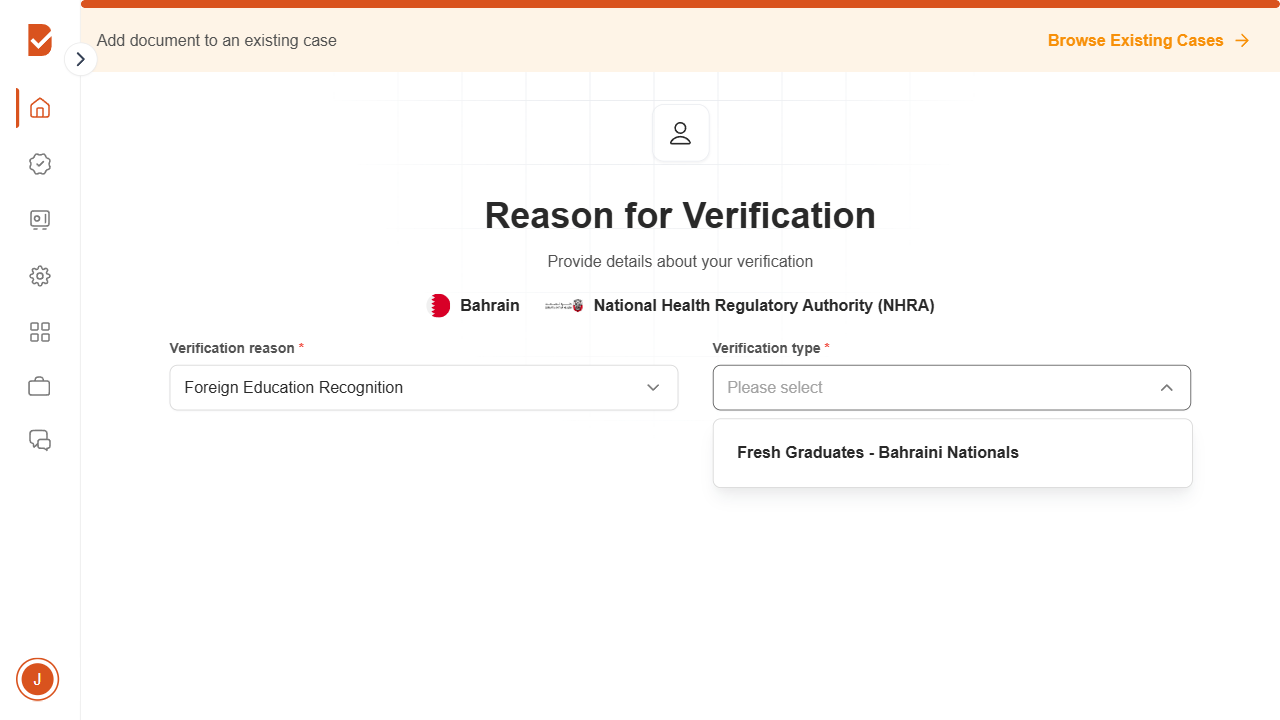 Add document to an existing case
Browse Existing Cases
Reason for Verification
Provide details about your verification
Bahrain
National Health Regulatory Authority (NHRA)
Verification reason *
Verification type *
Foreign Education Recognition
Please select
Fresh Graduates - Bahraini Nationals
J